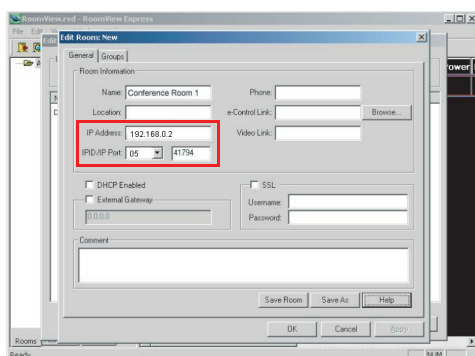 RoomView.rvd - RoomView Express
File Edit
Edit Room: New
General Groups
Room Information
Name: Conference Room 1 Phone:
Location: e-Control Link: Browse...
IP Address: 192.168.0.2 Video Link:
IPID/IP Port: 05 41794
DHCP Enabled SSL
External Gateway Username:
0.0.0.0 Password:
Comment
Save Room Save As Help
OK Cancel Apply
Rooms
Ready NUM